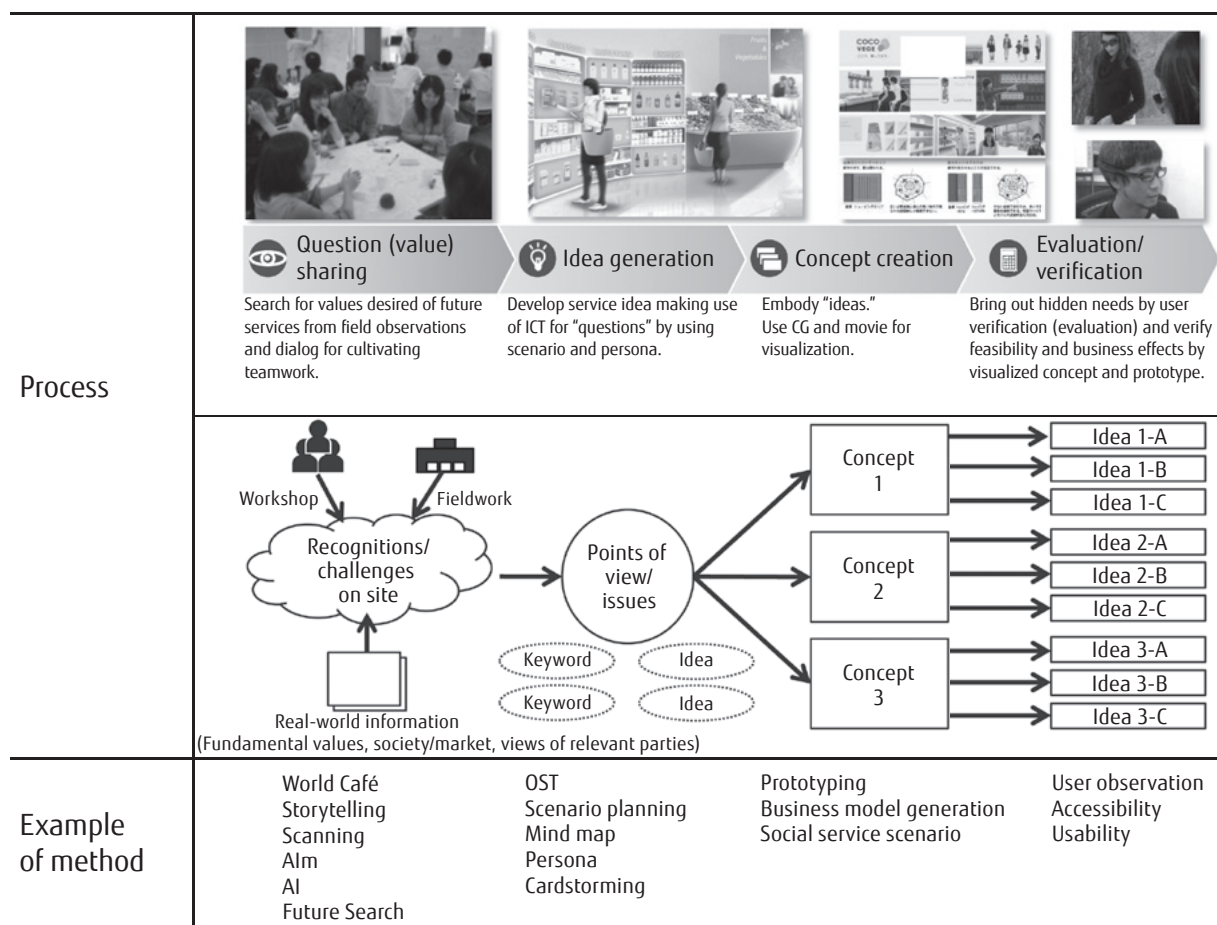 Process
COCO
VEGE
Question (value)
sharing
Idea generation
Concept creation
Evaluation/
verification
Search for values desired of future
services from field observations
and dialog for cultivating
teamwork.
Develop service idea making use
of ICT for "questions" by using
scenario and persona.
Embody "ideas."
Use CG and movie for
visualization.
Bring out hidden needs by user
verification (evaluation) and verify
feasibility and business effects by
visualized concept and prototype.
Workshop
Fieldwork
Recognitions/
challenges
on site
Real-world information
(Fundamental values, society/market, views of relevant parties)
Points of
view/
issues
Keyword
Idea
Keyword
Idea
Concept
1
Idea 1-A
Idea 1-B
Idea 1-C
Concept
2
Idea 2-A
Idea 2-B
Idea 2-C
Concept
3
Idea 3-A
Idea 3-B
Idea 3-C
Example
of method
World Café
Storytelling
Scanning
AIm
AI
Future Search
OST
Scenario planning
Mind map
Persona
Cardstorming
Prototyping
Business model generation
Social service scenario
User observation
Accessibility
Usability